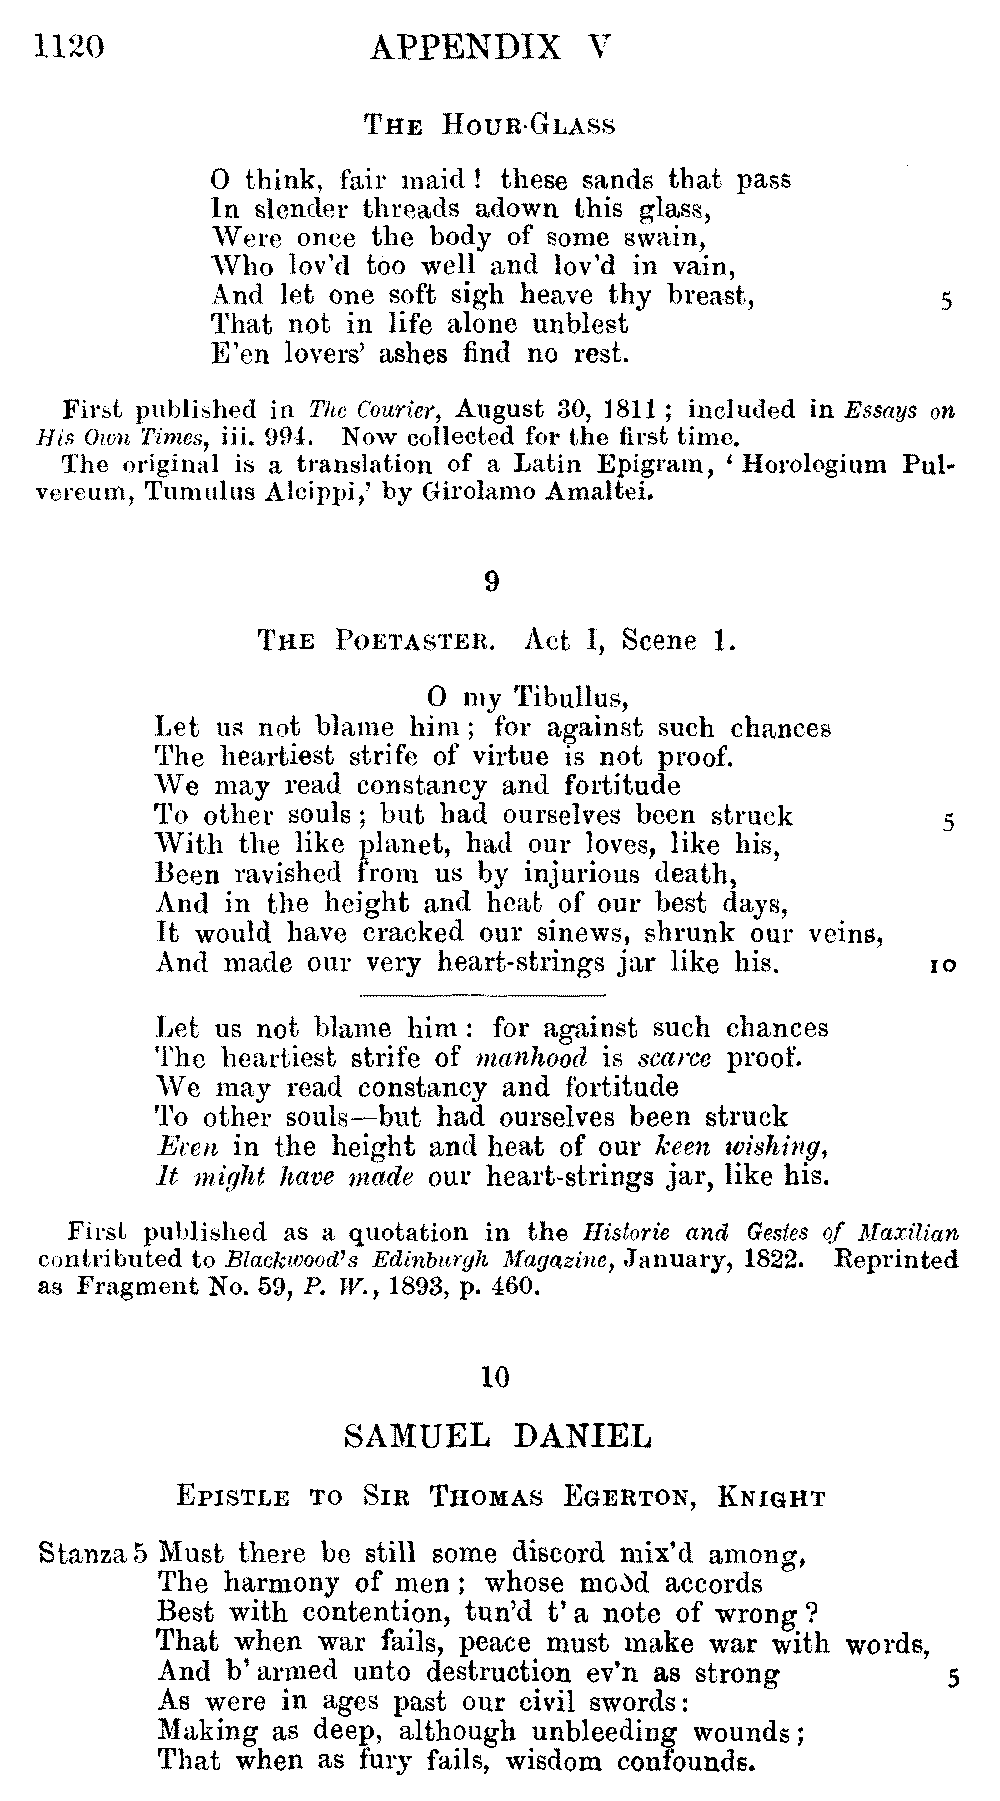 1120 APPENDIX V
THE HOUR-GLASS
O think, fair maid! these sands that pass
In slender threads adown this glass,
Were once the body of some swain,
Who lov'd too well and lov'd in vain,
And let one soft sigh heave thy breast, 5
That not in life alone unblest
E'en lovers' ashes find no rest.
First published in The Courier, August 30, 1811; included in Essays on
His Own Times, iii. 994. Now collected for the first time.
The original is a translation of a Latin Epigram, 'Horologium Pul-
vereum, Tumulus Alcippi,' by Girolamo Amaltei.
9
THE POETASTER. Act I, Scene 1.
O my Tibullus,
Let us not blame him; for against such chances
The heartiest strife of virtue is not proof.
We may read constancy and fortitude
To other souls; but had ourselves been struck 5
With the like planet, had our loves, like his,
Been ravished from us by injurious death,
And in the height and heat of our best days,
It would have cracked our sinews, shrunk our veins,
And made our very heart-strings jar like his. 10
Let us not blame him: for against such chances
The heartiest strife of manhood is scarce proof.
We may read constancy and fortitude
To other souls—but had ourselves been struck
Even in the height and heat of our keen wishing,
It might have made our heart-strings jar, like his.
First published as a quotation in the Historie and Gestes of Maxilian
contributed to Blackwood's Edinburgh Magazine, January, 1822. Reprinted
as Fragment No. 59, P. W., 1893, p. 460.
10
SAMUEL DANIEL
EPISTLE TO SIR THOMAS EGERTON, KNIGHT
Stanza 5 Must there be still some discord mix'd among,
The harmony of men; whose mood accords
Best with contention, tun'd t' a note of wrong?
That when war fails, peace must make war with words,
And b' armed unto destruction ev'n as strong 5
As were in ages past our civil swords:
Making as deep, although unbleeding wounds;
That when as fury fails, wisdom confounds.